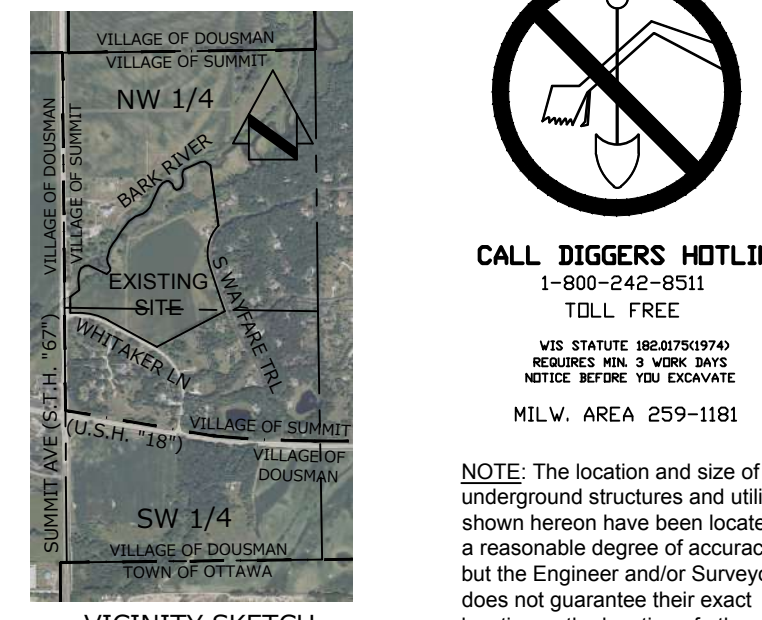 VILLAGE OF DOUSMAN
VILLAGE OF SUMMIT
NW 1/4
VILLAGE OF DOUSMAN
VILLAGE OF SUMMIT
BARK RIVER
EXISTING
SITE
S WAYFARE TRL
WHITAKER LN
SUMMIT AVE (S.T.H. "67")
(U.S.H. "18")
VILLAGE OF SUMMIT
VILLAGE OF
DOUSMAN
SW 1/4
VILLAGE OF DOUSMAN
TOWN OF OTTAWA
VICINITY SKETCH
CALL DIGGERS HOTLI
1-800-242-8511
TOLL FREE
WIS STATUTE 182.0175(1974)
REQUIRES MIN. 3 WORK DAYS
NOTICE BEFORE YOU EXCAVATE
MILW. AREA 259-1181
NOTE: The location and size of
underground structures and utili
shown hereon have been locate
a reasonable degree of accurac
but the Engineer and/or Surveyo
does not guarantee their exact